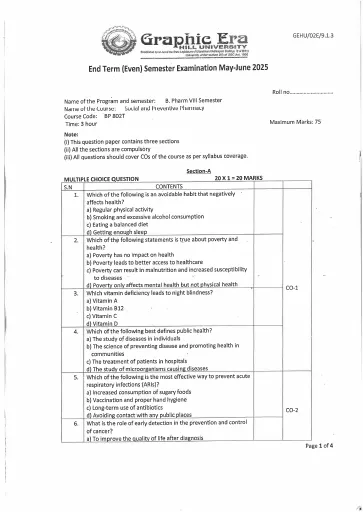 GEHU/02E/9.1.3
Graphic Era
HILL UNIVERSITY
End Term (Even) Semester Examination May-June 2025
Roll no..............................
Name of the Program and semester: B. Pharm VIII Semester
Name of the Course: Social and Preventive Pharmacy
Course Code: BP 802T
Time: 3 hour
Maximum Marks: 75
Note:
(i) This question paper contains three sections
(ii) All the sections are compulsory
(iii) All questions should cover COs of the course as per syllabus coverage.
Section-A
MULTIPLE CHOICE QUESTION 20 X 1 = 20 MARKS
S.N CONTENTS
1. Which of the following is an avoidable habit that negatively
affects health?
a) Regular physical activity
b) Smoking and excessive alcohol consumption
c) Eating a balanced diet
d) Getting enough sleep
2. Which of the following statements is true about poverty and
health?
a) Poverty has no impact on health
b) Poverty leads to better access to healthcare
c) Poverty can result in malnutrition and increased susceptibility
to diseases
d) Poverty only affects mental health but not physical health
CO-1
3. Which vitamin deficiency leads to night blindness?
a) Vitamin A
b) Vitamin B12
c) Vitamin C
d) Vitamin D
4. Which of the following best defines public health?
a) The study of diseases in individuals
b) The science of preventing disease and promoting health in
communities
c) The treatment of patients in hospitals
d) The study of microorganisms causing diseases
5. Which of the following is the most effective way to prevent acute
respiratory infections (ARIs)?
a) Increased consumption of sugary foods
b) Vaccination and proper hand hygiene
c) Long-term use of antibiotics
d) Avoiding contact with any public places
CO-2
6. What is the role of early detection in the prevention and control
of cancer?
a) To improve the quality of life after diagnosis
Page 1 of 4